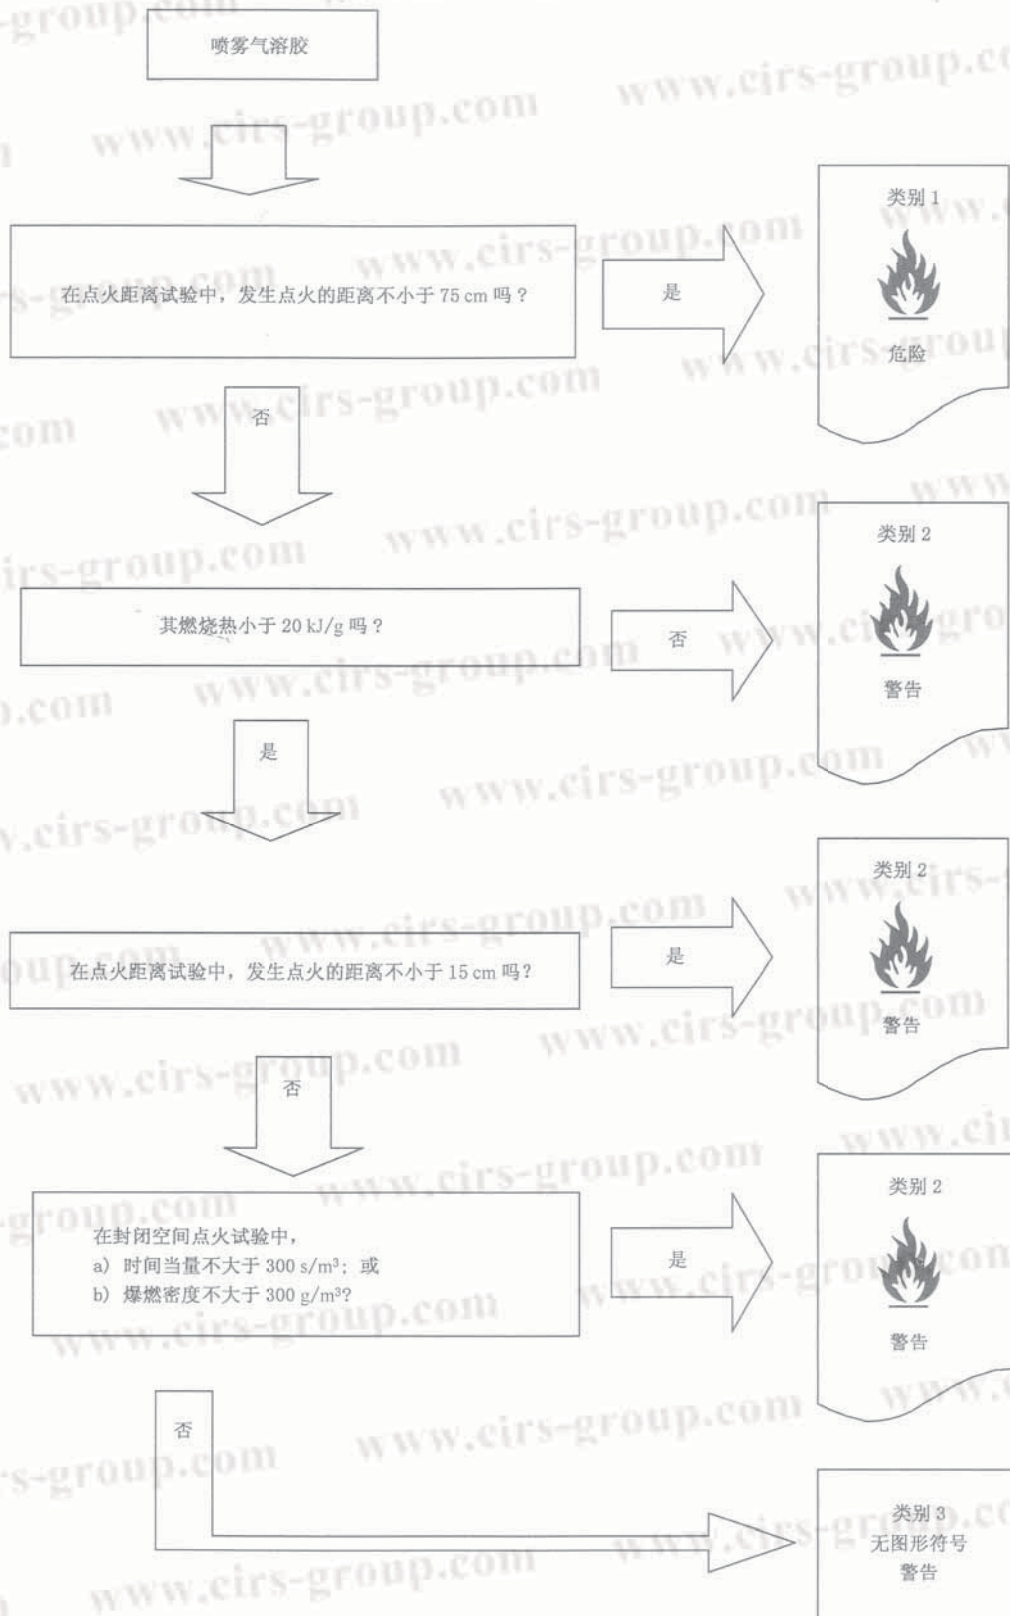 喷雾气溶胶
在点火距离试验中，发生点火的距离不小于 75 cm 吗？
是
类别 1
危险
否
其燃烧热小于 20 kJ/g 吗？
否
类别 2
警告
是
在点火距离试验中，发生点火的距离不小于 15 cm 吗？
是
类别 2
警告
否
在封闭空间点火试验中，
a) 时间当量不大于 300 s/m³；或
b) 爆燃密度不大于 300 g/m³？
是
类别 2
警告
否
类别 3
无图形符号
警告
www.cirs-group.com